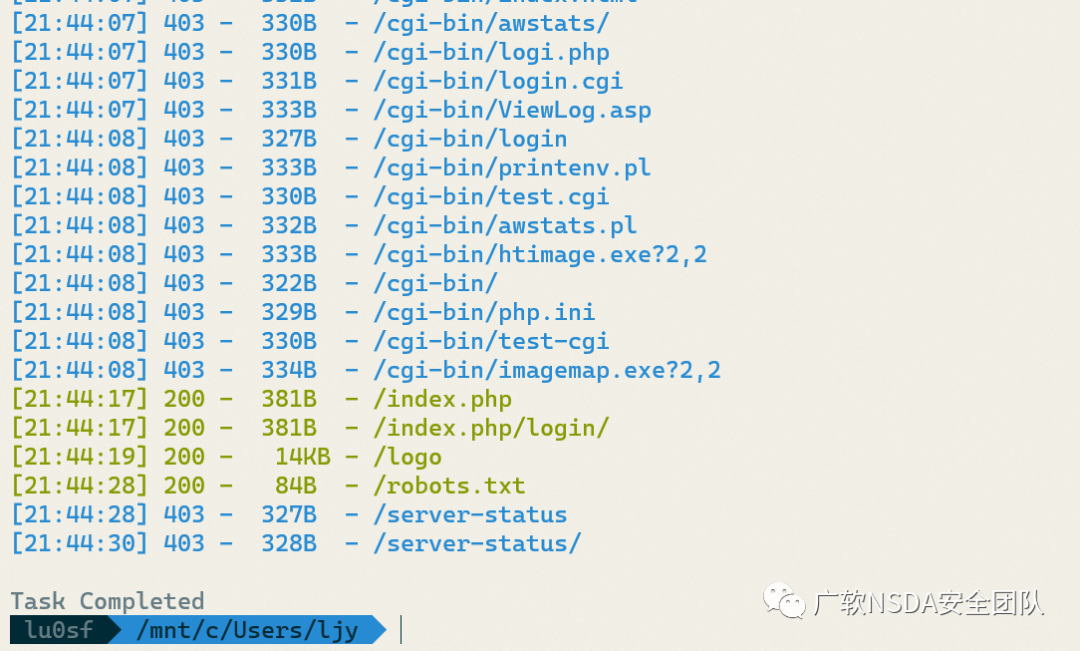 [21:44:07] 403 -  330B  - /cgi-bin/awstats/
[21:44:07] 403 -  330B  - /cgi-bin/logi.php
[21:44:07] 403 -  331B  - /cgi-bin/login.cgi
[21:44:07] 403 -  333B  - /cgi-bin/ViewLog.asp
[21:44:08] 403 -  327B  - /cgi-bin/login
[21:44:08] 403 -  333B  - /cgi-bin/printenv.pl
[21:44:08] 403 -  330B  - /cgi-bin/test.cgi
[21:44:08] 403 -  332B  - /cgi-bin/awstats.pl
[21:44:08] 403 -  333B  - /cgi-bin/htimage.exe?2,2
[21:44:08] 403 -  322B  - /cgi-bin/
[21:44:08] 403 -  329B  - /cgi-bin/php.ini
[21:44:08] 403 -  330B  - /cgi-bin/test-cgi
[21:44:08] 403 -  334B  - /cgi-bin/imagemap.exe?2,2
[21:44:17] 200 -  381B  - /index.php
[21:44:17] 200 -  381B  - /index.php/login/
[21:44:19] 200 -   14KB - /logo
[21:44:28] 200 -   84B  - /robots.txt
[21:44:28] 403 -  327B  - /server-status
[21:44:30] 403 -  328B  - /server-status/
Task Completed
lu0sf /mnt/c/Users/ljy
广软NSDA安全团队